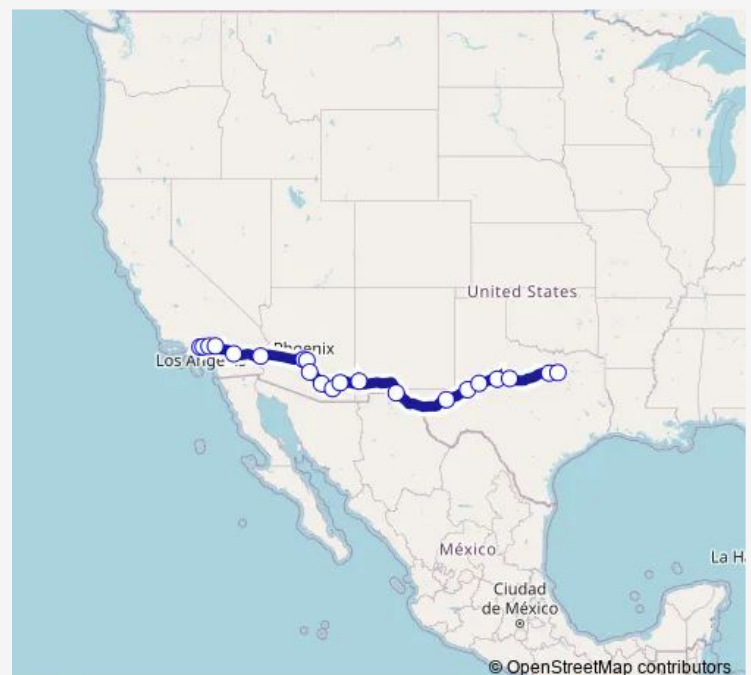 United States
Phoenix
Los Angeles
México
La H
Ciudad
de México
© OpenStreetMap contributors